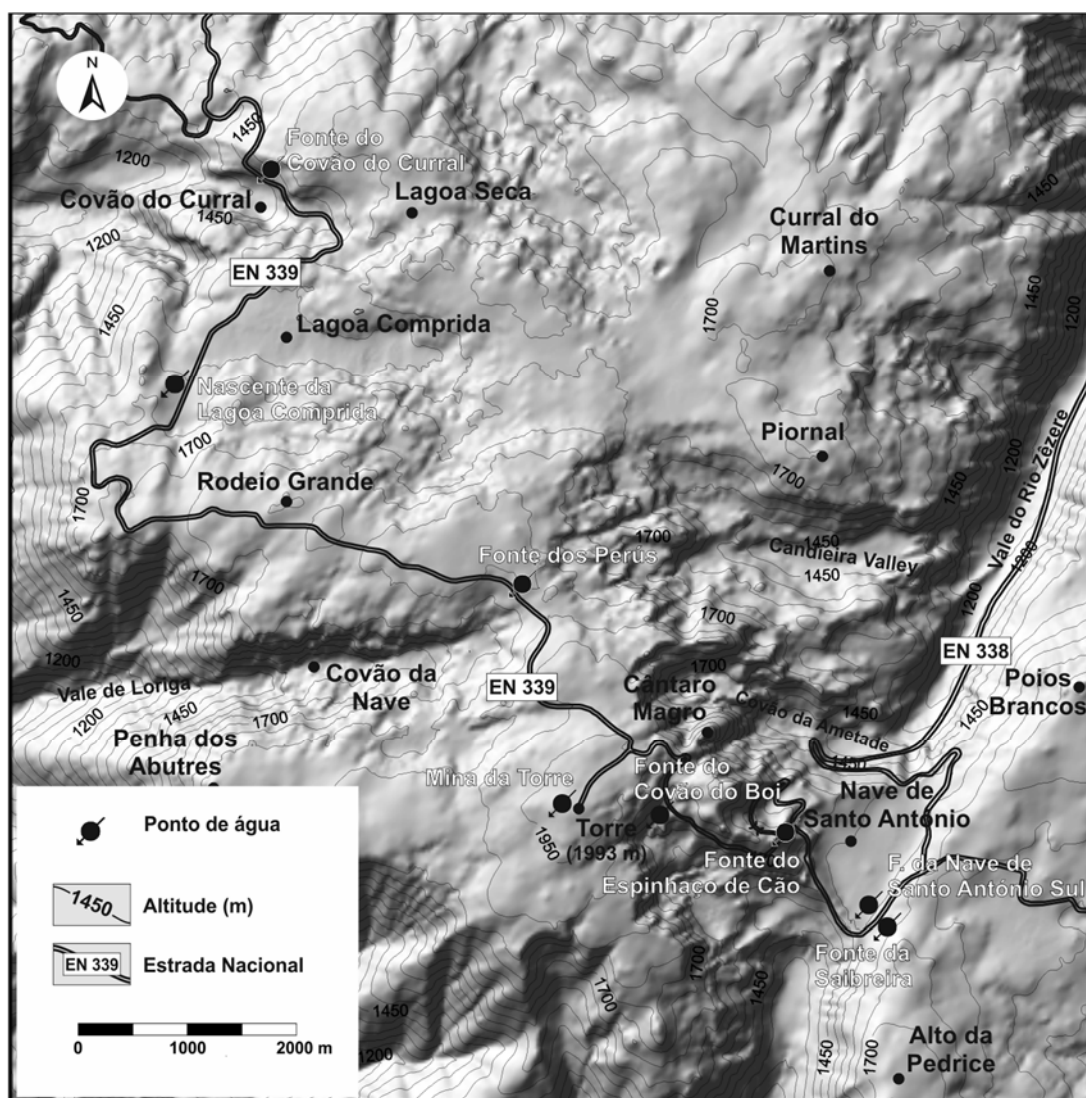 N
1450
1200
Fonte do
Covão do Curral
Covão do Curral
1450
Lagoa Seca
1450
1200
Curral do
Martins
EN 339
1450
1200
1450
1700
Lagoa Comprida
Nascente da
Lagoa Comprida
1700
Piornal
1200
1700
1450
Vale do Rio Zêzere
1700
Rodeio Grande
Fonte dos Perús
1700
1450
Candieira Valley
1450
1200
1700
1450
1200
1700
1200
Covão da
Nave
EN 339
1700
EN 338
Poios
Brancos
Vale de Loriga
1200
1450
1700
Cântaro
Magro
Covão da Ametade
1450
1450
1450
Penha dos
Abutres
Mina da Torre
Fonte do
Covão do Boi
Nave de
Santo António
Torre
(1993 m)
1950
Fonte do
Espinhaço de Cão
F. da Nave de
Santo António Sul
Fonte da
Saibreira
1700
1700
1450
1450
1200
1450
1700
Alto da
Pedrice
Ponto de água
1450
Altitude (m)
EN 339
Estrada Nacional
0
1000
2000 m